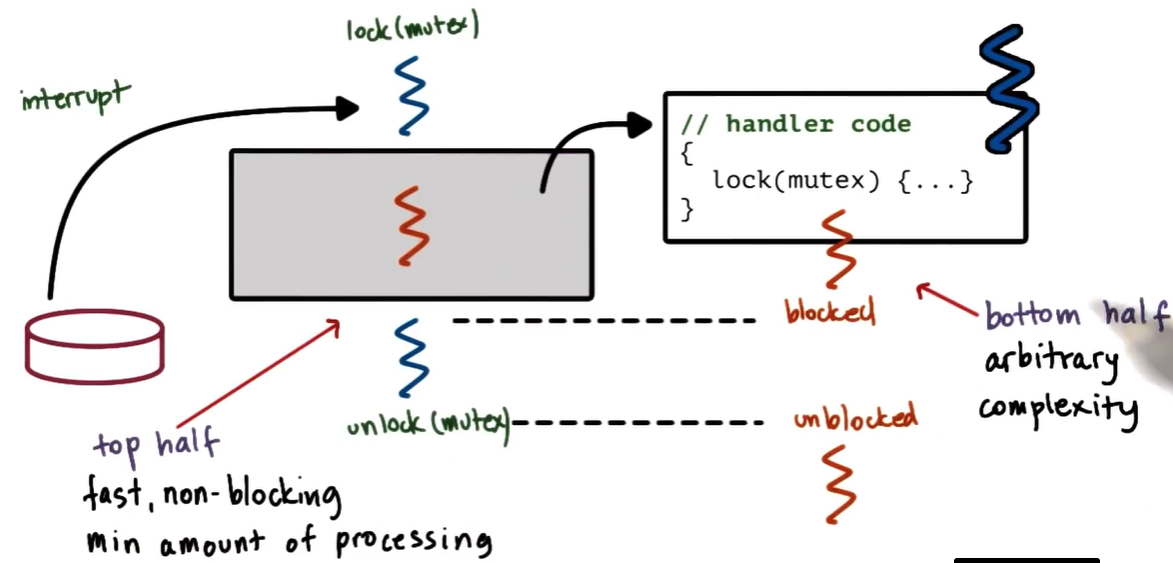 lock(mutex)
interrupt
// handler code
{
lock(mutex) {...}
}
blocked
bottom half
arbitrary
complexity
unlock (mutex)
unblocked
top half
fast, non-blocking
min amount of processing